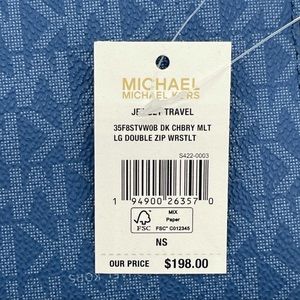 MICHAEL
MICHAEL KORS
JET SET TRAVEL
35F8STVW0B DK CHBRY MLT
LG DOUBLE ZIP WRSTLT
S422-0003
1 94900 26357 0
FSC
MIX
Paper
FSC® C012345
NS
OUR PRICE $198.00